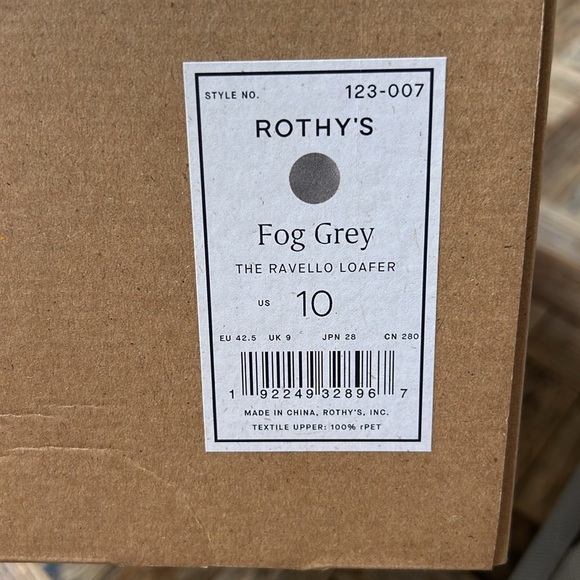 STYLE NO. 123-007
ROTHY'S
Fog Grey
THE RAVELLO LOAFER
US 10
EU 42.5 UK 9 JPN 28 CN 280
1 92249 32896 7
MADE IN CHINA, ROTHY'S, INC.
TEXTILE UPPER: 100% rPET